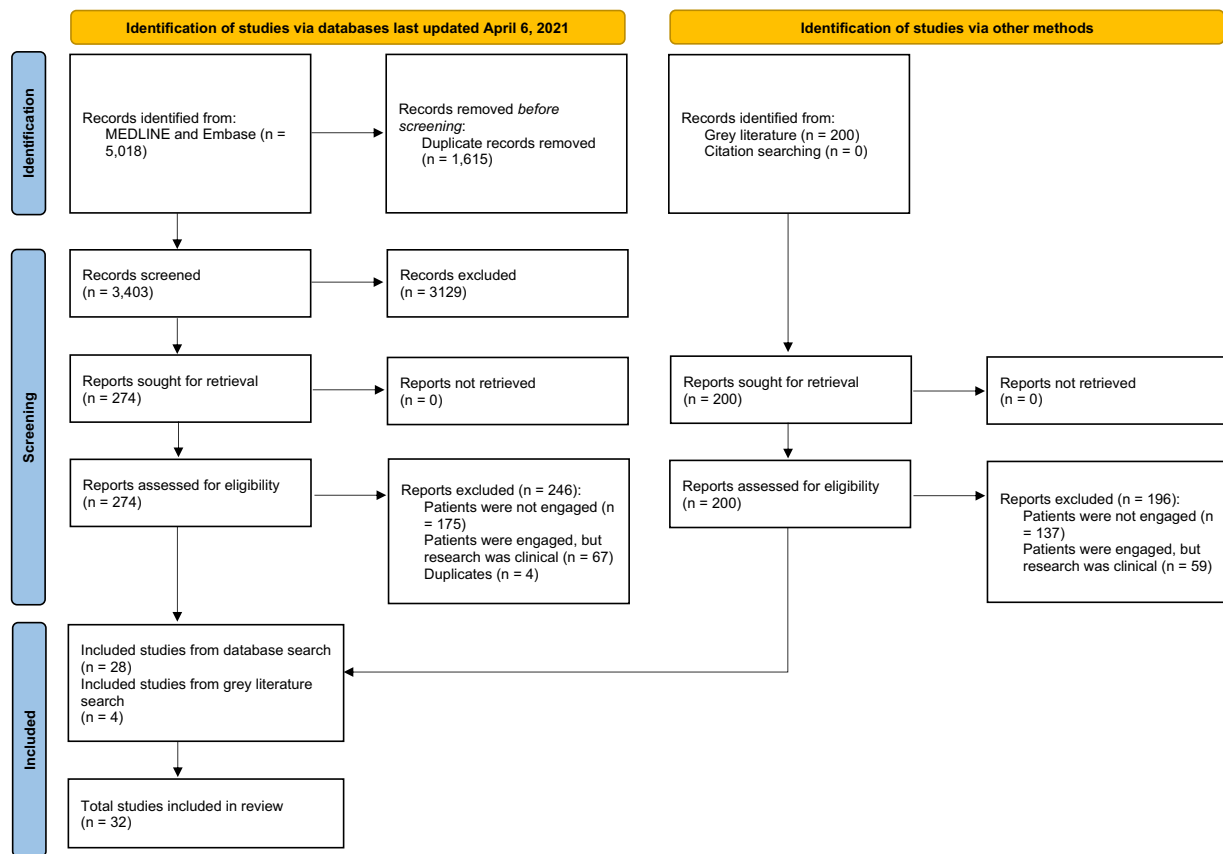 Identification of studies via databases last updated April 6, 2021
Identification of studies via other methods
Identification
Records identified from:
MEDLINE and Embase (n =
5,018)
Records removed before
screening:
Duplicate records removed
(n = 1,615)
Records identified from:
Grey literature (n = 200)
Citation searching (n = 0)
Screening
Records screened
(n = 3,403)
Records excluded
(n = 3129)
Reports sought for retrieval
(n = 274)
Reports not retrieved
(n = 0)
Reports sought for retrieval
(n = 200)
Reports not retrieved
(n = 0)
Reports assessed for eligibility
(n = 274)
Reports excluded (n = 246):
Patients were not engaged (n
= 175)
Patients were engaged, but
research was clinical (n = 67)
Duplicates (n = 4)
Reports assessed for eligibility
(n = 200)
Reports excluded (n = 196):
Patients were not engaged (n
= 137)
Patients were engaged, but
research was clinical (n = 59)
Included
Included studies from database search
(n = 28)
Included studies from grey literature
search
(n = 4)
Total studies included in review
(n = 32)